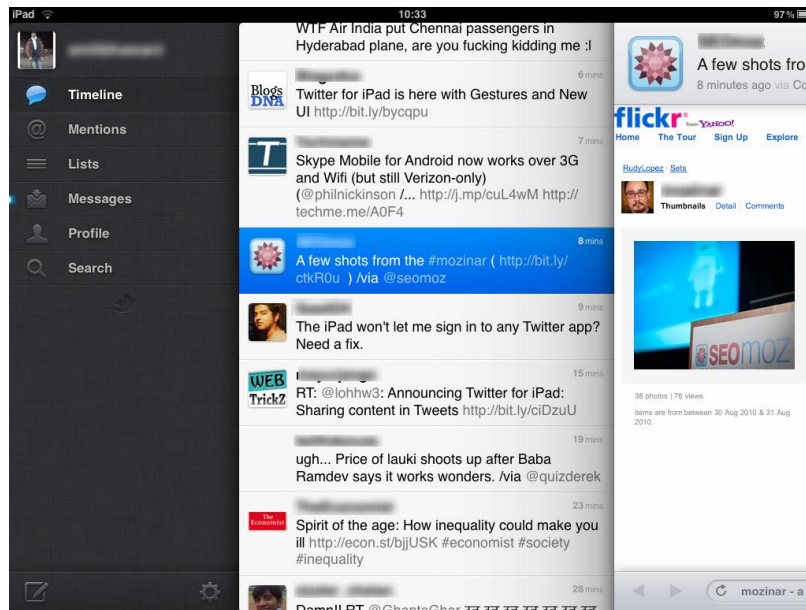 iPad
10:33
97%
Timeline
Mentions
Lists
Messages
Profile
Search
WTF Air India put Chennai passengers in
Hyderabad plane, are you fucking kidding me :l
Blogs
DNA
6 mins
Twitter for iPad is here with Gestures and New
UI http://bit.ly/bycqpu
T
7 mins
Skype Mobile for Android now works over 3G
and Wifi (but still Verizon-only)
(@philnickinson /... http://j.mp/cuL4wM http://
techme.me/A0F4
8 mins
A few shots from the #mozinar ( http://bit.ly/
ctkR0u ) /via @seomoz
9 mins
The iPad won't let me sign in to any Twitter app?
Need a fix.
WEB
TrickZ
15 mins
RT: @lohhw3: Announcing Twitter for iPad:
Sharing content in Tweets http://bit.ly/ciDzuU
19 mins
ugh... Price of lauki shoots up after Baba
Ramdev says it works wonders. /via @quizderek
The
Economist
23 mins
Spirit of the age: How inequality could make you
ill http://econ.st/bjjUSK #economist #society
#inequality
28 mins
Damn!! RT @GhantaGhar
A few shots fro
8 minutes ago via Co
flickr from YAHOO!
Home The Tour Sign Up Explore
RudyLopez · Sets
Thumbnails Detail Comments
SEOmoz
38 photos | 76 views
items are from between 30 Aug 2010 & 31 Aug
2010.
mozinar - a